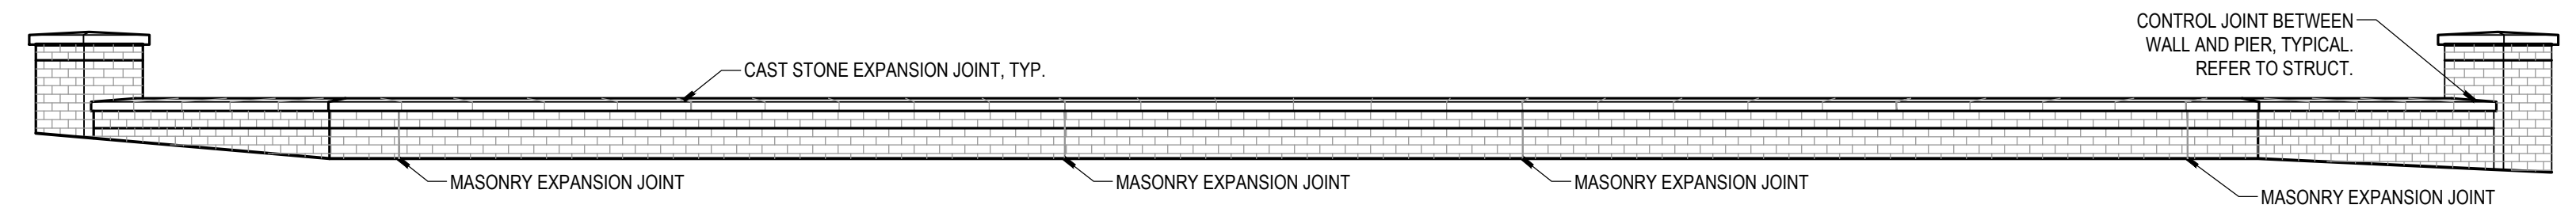 CONTROL JOINT BETWEEN
WALL AND PIER, TYPICAL.
REFER TO STRUCT.
CAST STONE EXPANSION JOINT, TYP.
MASONRY EXPANSION JOINT
MASONRY EXPANSION JOINT
MASONRY EXPANSION JOINT
MASONRY EXPANSION JOINT